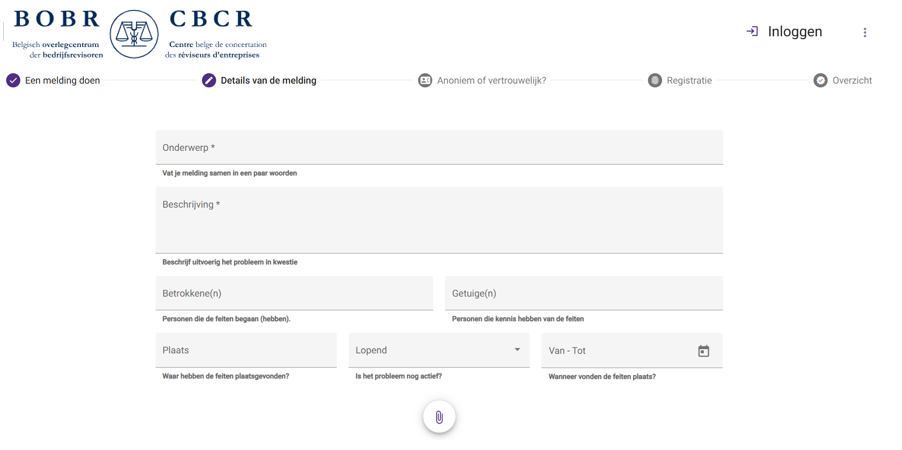 BOBR CBCR
Belgisch overlegcentrum
der bedrijfsrevisoren
Centre belge de concertation
des réviseurs d'entreprises
Inloggen
Een melding doen
Details van de melding
Anoniem of vertrouwelijk?
Registratie
Overzicht
Onderwerp *
Vat je melding samen in een paar woorden
Beschrijving *
Beschrijf uitvoerig het probleem in kwestie
Betrokkene(n)
Getuige(n)
Personen die de feiten begaan (hebben).
Personen die kennis hebben van de feiten
Plaats
Lopend
Van - Tot
Waar hebben de feiten plaatsgevonden?
Is het probleem nog actief?
Wanneer vonden de feiten plaats?